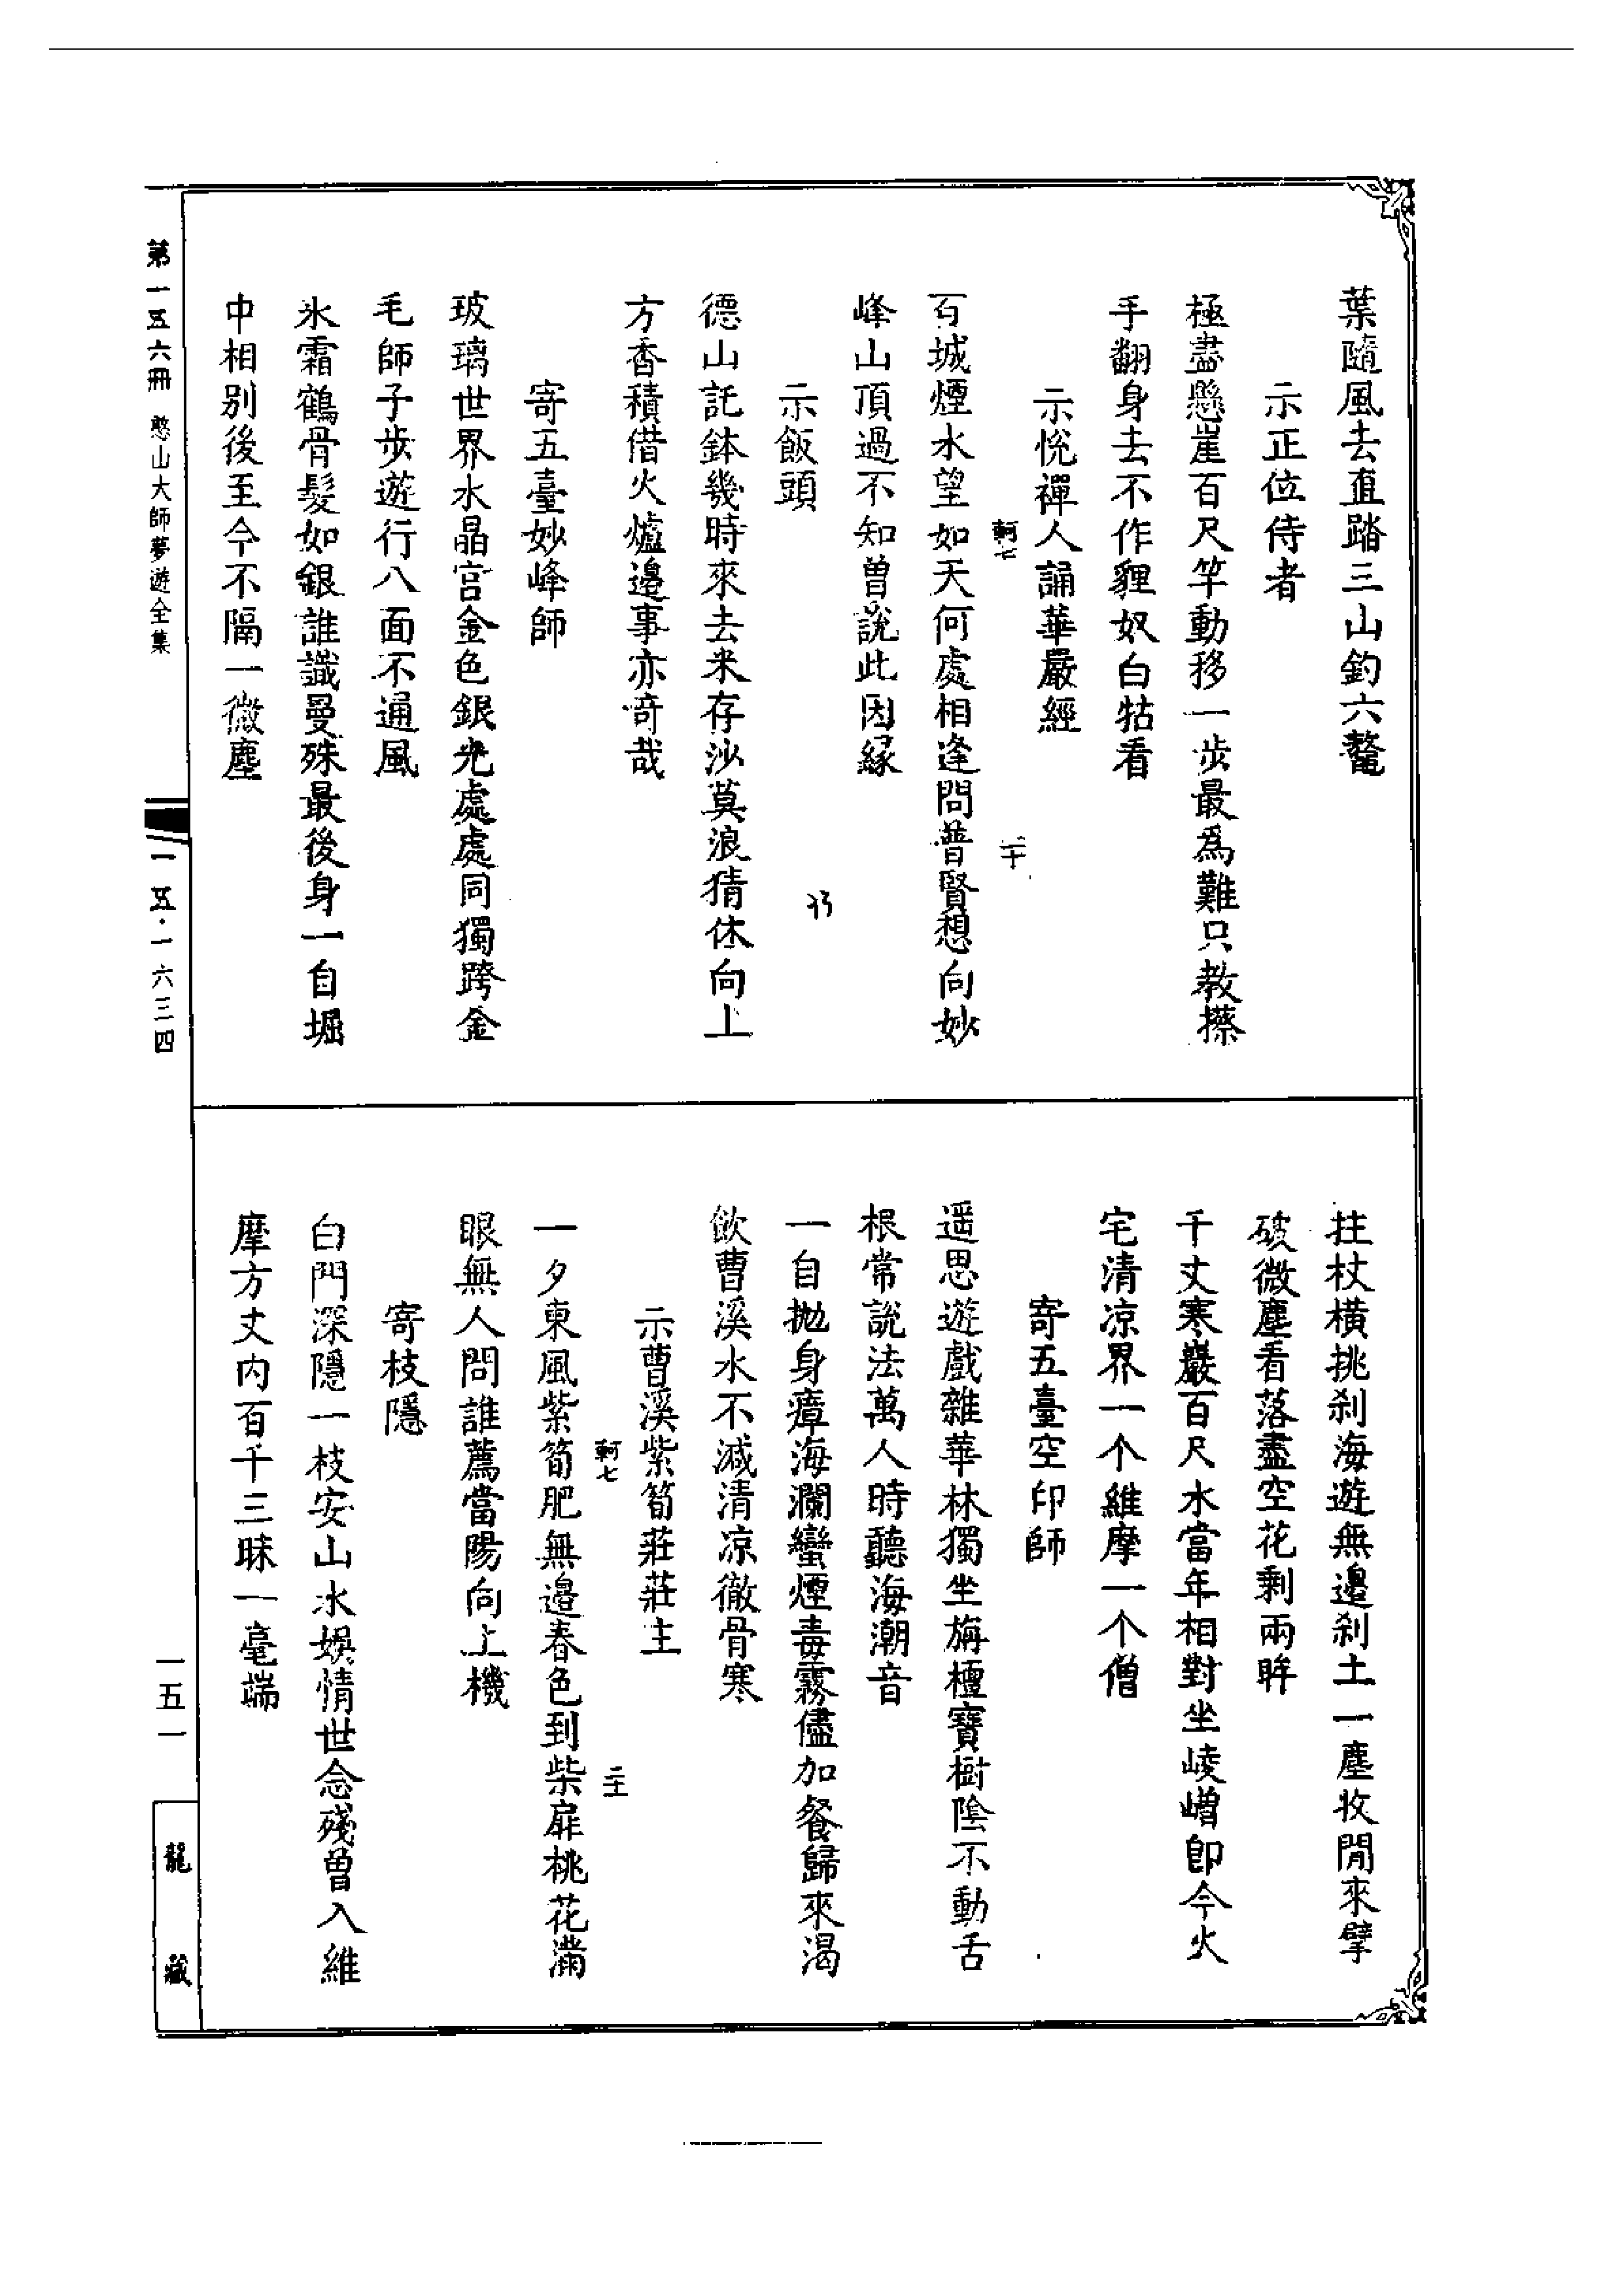 葉隨風去直踏三山釣六鼇
示正位侍者
極盡懸崖百尺竿動移一步最爲難只教撩
手翻身去不作貍奴白牯看
示悅禪人誦華嚴經
軻七
二十
百城煙水望如天何處相逢問普賢想向妙
峰山頂過不知曾說此因緣
示飯頭
德山託鉢幾時來去米存沙莫浪猜休向上
方香積借火爐邊事亦奇哉
寄五臺妙峰師
玻璃世界水晶宮金色銀光處處同獨跨金
毛師子步遊行八面不通風
氷霜鶴骨髮如銀誰識曼殊最後身一自堀
中相別後至今不隔一微塵
拄杖橫挑刹海遊無邊刹土一塵收閒來擘
破微塵看落盡空花剩兩眸
千丈寒巖百尺氷當年相對坐崚嶒卽今火
宅清凉界一个維摩一个僧
寄五臺空印師
遥思遊戲雜華林獨坐旃檀寶樹陰不動舌
根常說法萬人時聽海潮音
一自拋身瘴海瀾蠻煙毒霧儘加餐歸來渴
飲曹溪水不減清凉徹骨寒
示曹溪紫筍莊莊主
軻七
二十一
一夕東風紫筍肥無邊春色到柴扉桃花滿
眼無人問誰薦當陽向上機
寄枝隱
白門深隱一枝安山水娛情世念殘曾入維
摩方丈內百千三昧一毫端
第一五六冊 憨山大師夢遊全集
一五·一六三四
一五一
龍藏